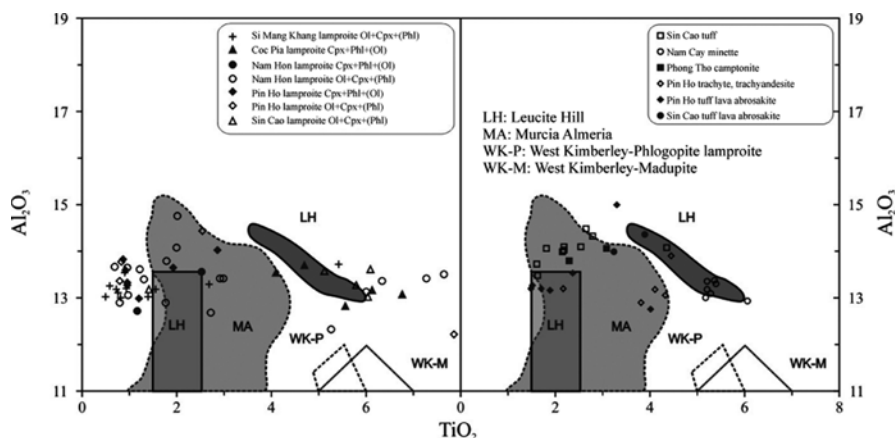 19
17
15
13
11
Al₂O₃
0
2
4
6
Si Mang Khang lamproite Ol+Cpx+(Phl)
Coc Pia lamproite Cpx+Phl+(Ol)
Nam Hon lamproite Cpx+Phl+(Ol)
Nam Hon lamproite Ol+Cpx+(Phl)
Pin Ho lamproite Cpx+Phl+(Ol)
Pin Ho lamproite Ol+Cpx+(Phl)
Sin Cao lamproite Ol+Cpx+(Phl)
LH
LH
MA
WK-P
WK-M
Sin Cao tuff
Nam Cay minette
Phong Tho camptonite
Pin Ho trachyte, trachyandesite
Pin Ho tuff lava abrosakite
Sin Cao tuff lava abrosakite
LH: Leucite Hill
MA: Murcia Almeria
WK-P: West Kimberley-Phlogopite lamproite
WK-M: West Kimberley-Madupite
LH
LH
MA
WK-P
WK-M
0
2
4
6
8
19
17
15
13
11
Al₂O₃
TiO₂